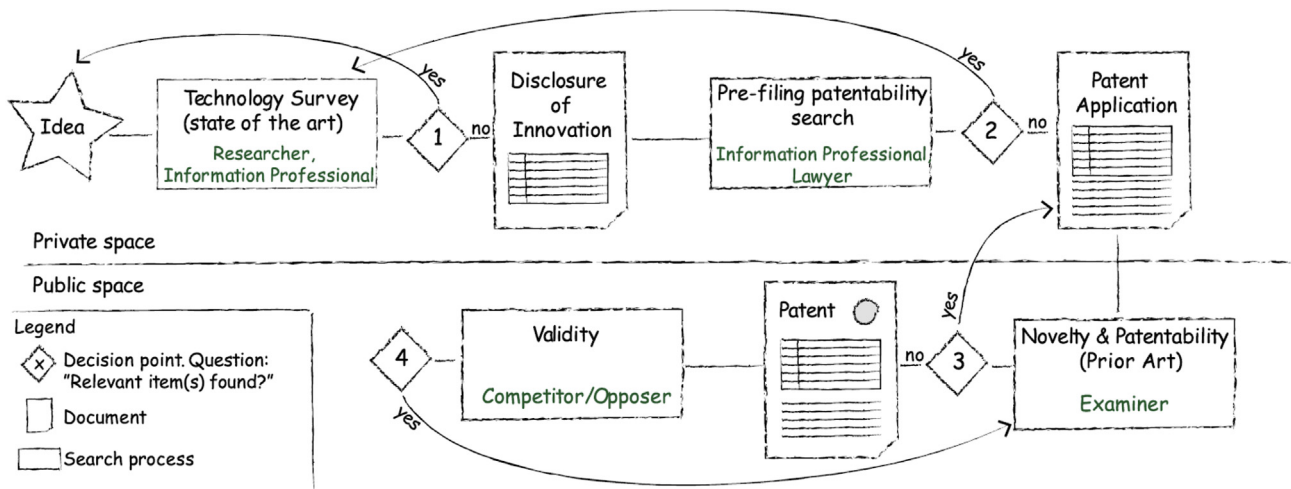 yes
yes
Idea
Technology Survey
(state of the art)
Researcher,
Information Professional
1
no
Disclosure
of
Innovation
Pre-filing patentability
search
Information Professional
Lawyer
2
no
Patent
Application
Private space
Public space
Legend
x
Decision point. Question:
"Relevant item(s) found?"
Document
Search process
4
yes
Validity
Competitor/Opposer
Patent
no
3
yes
Novelty & Patentability
(Prior Art)
Examiner